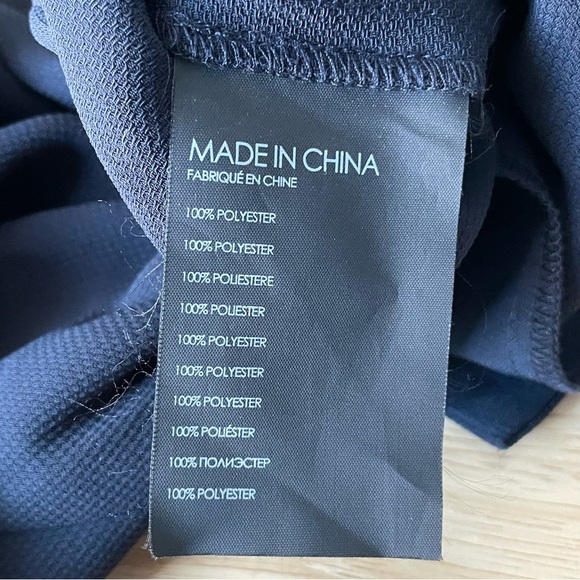 MADE IN CHINA
FABRIQUÉ EN CHINE
100% POLYESTER
100% POLYESTER
100% POLIESTERE
100% POLIESTER
100% POLYESTER
100% POLYESTER
100% POLYESTER
100% POLIÉSTER
100% ПОЛИЭСТЕР
100% POLYESTER